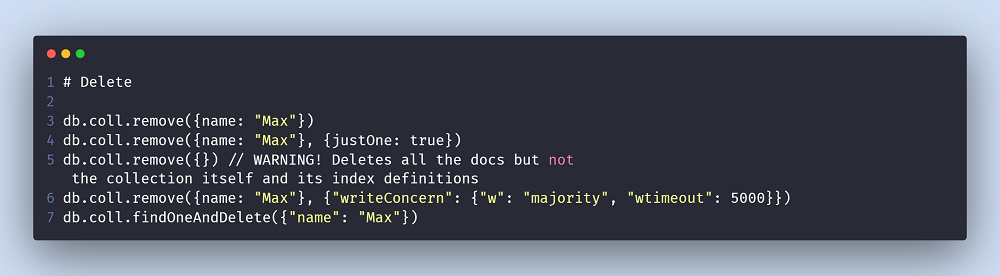 1 # Delete
2
3 db.coll.remove({name: "Max"})
4 db.coll.remove({name: "Max"}, {justOne: true})
5 db.coll.remove({}) // WARNING! Deletes all the docs but not
the collection itself and its index definitions
6 db.coll.remove({name: "Max"}, {"writeConcern": {"w": "majority", "wtimeout": 5000}})
7 db.coll.findOneAndDelete({"name": "Max"})